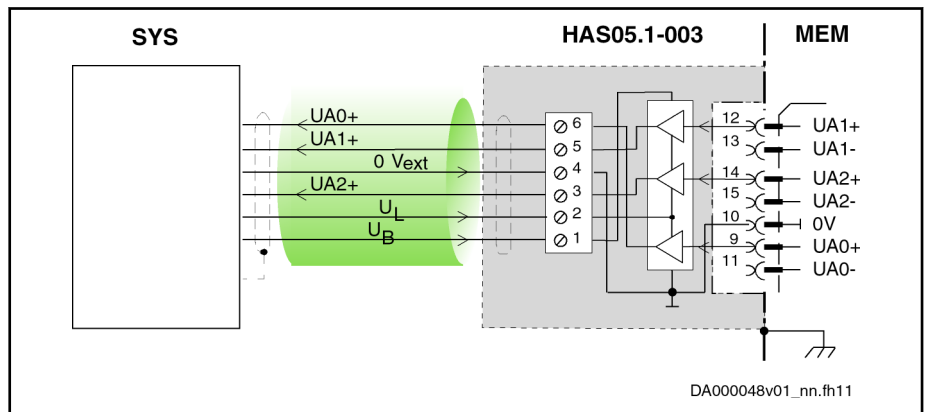 SYS
HAS05.1-003
MEM
UA0+
UA1+
0 Vext
UA2+
UL
UB
6
5
4
3
2
1
12
13
14
15
10
9
11
UA1+
UA1-
UA2+
UA2-
0V
UA0+
UA0-
DA000048v01_nn.fh11